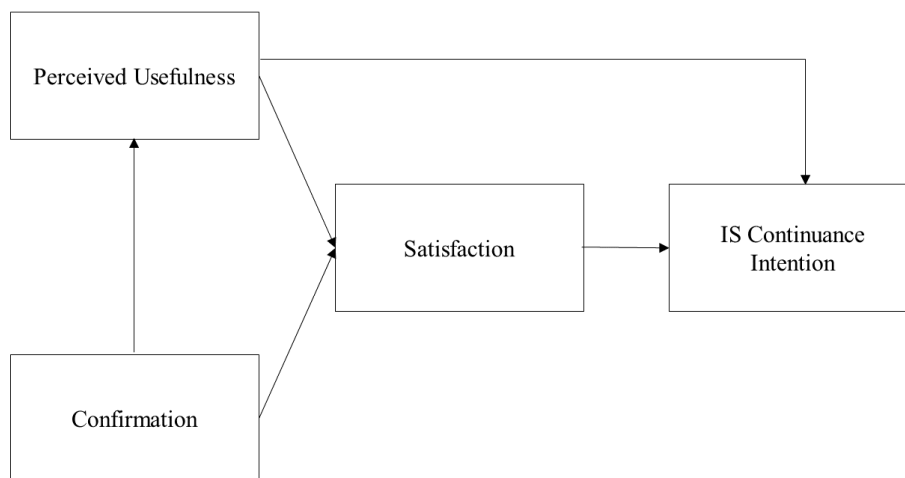 Perceived Usefulness
Satisfaction
IS Continuance
Intention
Confirmation